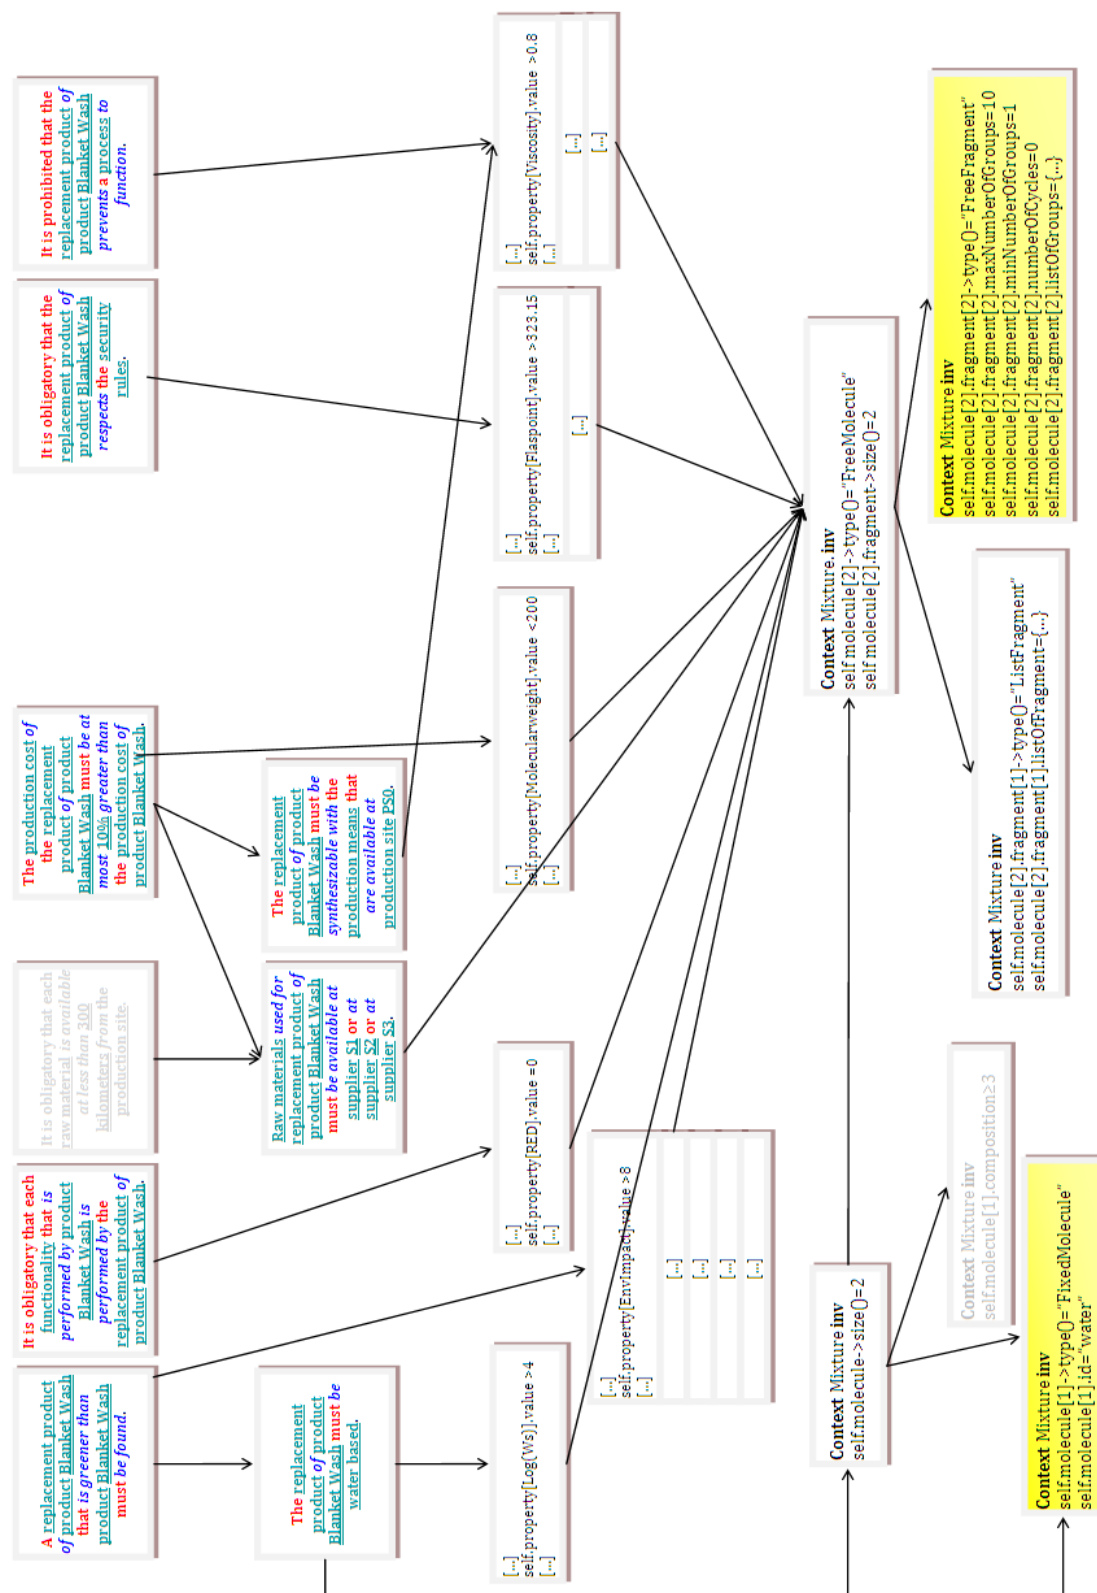 A replacement product
of product Blanket Wash
that is greener than
product Blanket Wash
must be found.
It is obligatory that each
functionality that is
performed by product
Blanket Wash is
performed by the
replacement product of
product Blanket Wash.
It is obligatory that each
raw material is available
at less than 300
kilometers from the
production site.
The production cost of
the replacement
product of product
Blanket Wash must be at
most 10% greater than
the production cost of
product Blanket Wash.
It is obligatory that the
replacement product of
product Blanket Wash
respects the security
rules.
It is prohibited that the
replacement product of
product Blanket Wash
prevents a process to
function.
The replacement
product of product
Blanket Wash must be
water based.
Raw materials used for
replacement product of
product Blanket Wash
must be available at
supplier S1 or at
supplier S2 or at
supplier S3.
The replacement
product of product
Blanket Wash must be
synthesizable with the
production means that
are available at
production site PS0.
[...]
self.property[Log(Ws)].value >4
[...]
[...]
self.property[EnvImpact].value >8
[...]
[...]
[...]
[...]
[...]
[...]
self.property[RED].value =0
[...]
[...]
self.property[Molecularweight].value <200
[...]
[...]
self.property[Flaspoint].value >323.15
[...]
[...]
[...]
self.property[Viscosity].value >0.8
[...]
[...]
[...]
Context Mixture inv
self.molecule->size()=2
Context Mixture. inv
self molecule[2]->type()="FreeMolecule"
self molecule[2].fragment->size()=2
Context Mixture inv
self.molecule[1].composition≥3
Context Mixture inv
self.molecule[1]->type()="FixedMolecule"
self.molecule[1].id="water"
Context Mixture inv
self.molecule[2].fragment[1]->type()="ListFragment"
self.molecule[2].fragment[1].listOfFragment={...}
Context Mixture inv
self.molecule[2].fragment[2]->type()="FreeFragment"
self.molecule[2].fragment[2].maxNumberOfGroups=10
self.molecule[2].fragment[2].minNumberOfGroups=1
self.molecule[2].fragment[2].numberOfCycles=0
self.molecule[2].fragment[2].listOfGroups={...}